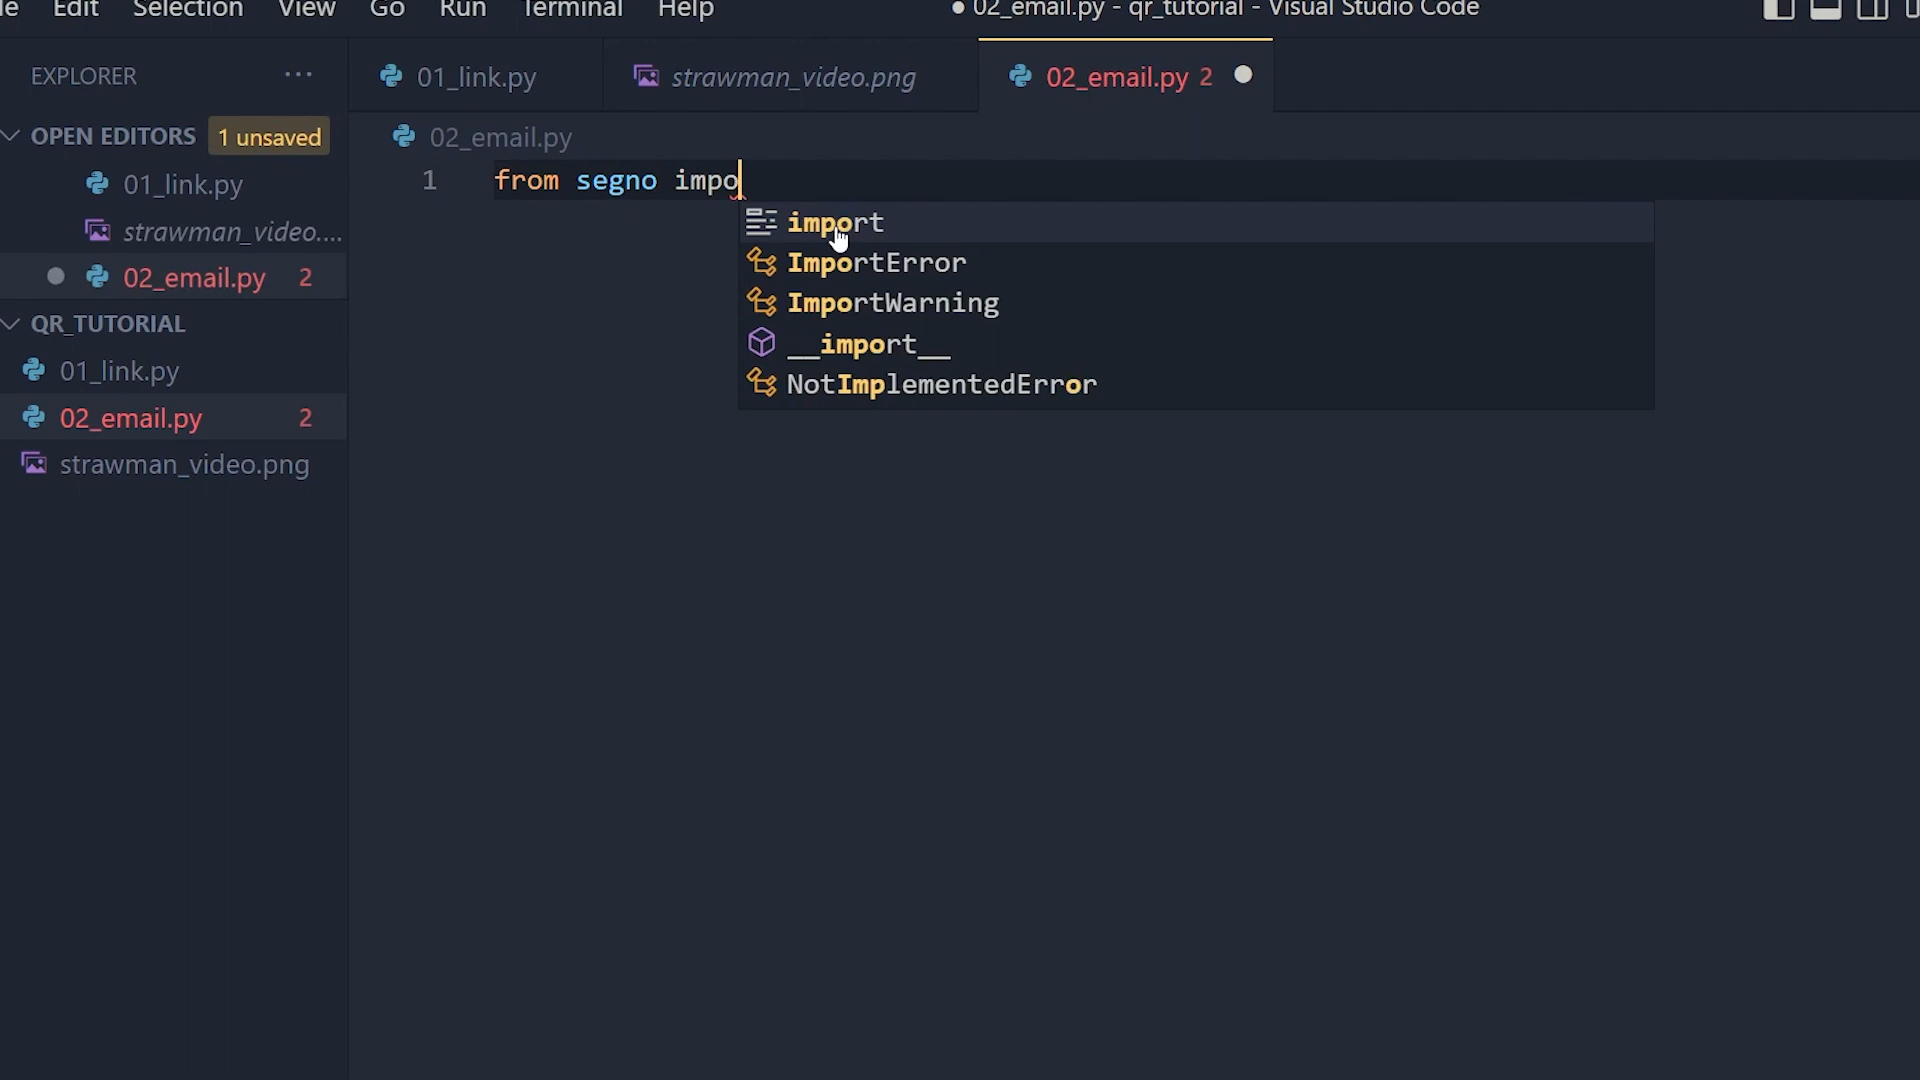 Edit Selection View Go Run Terminal Help
02_email.py - qr_tutorial - Visual Studio Code
EXPLORER ...
01_link.py
strawman_video.png
02_email.py 2
OPEN EDITORS 1 unsaved
01_link.py
strawman_video....
02_email.py 2
QR_TUTORIAL
01_link.py
02_email.py 2
strawman_video.png
02_email.py
1 from segno impo
import
ImportError
ImportWarning
__import__
NotImplementedError